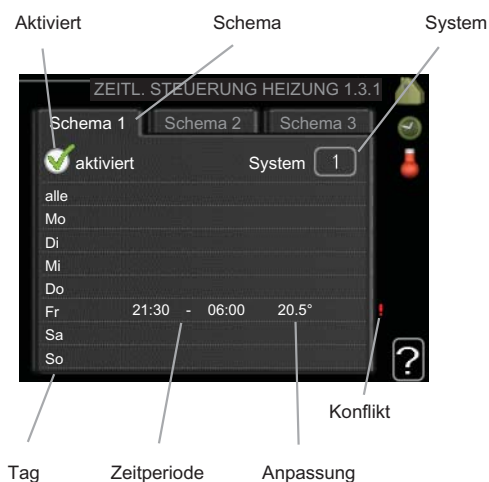 Aktiviert Schema System
ZEITL. STEUERUNG HEIZUNG 1.3.1
Schema 1 Schema 2 Schema 3
aktiviert System 1
alle
Mo
Di
Mi
Do
Fr 21:30 - 06:00 20.5° !
Sa
So
?
Konflikt
Tag Zeitperiode Anpassung